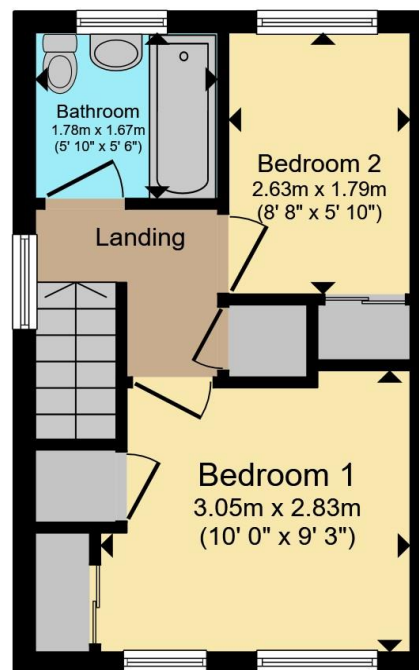 Bathroom
1.78m x 1.67m
(5' 10" x 5' 6")
Bedroom 2
2.63m x 1.79m
(8' 8" x 5' 10")
Landing
Bedroom 1
3.05m x 2.83m
(10' 0" x 9' 3")